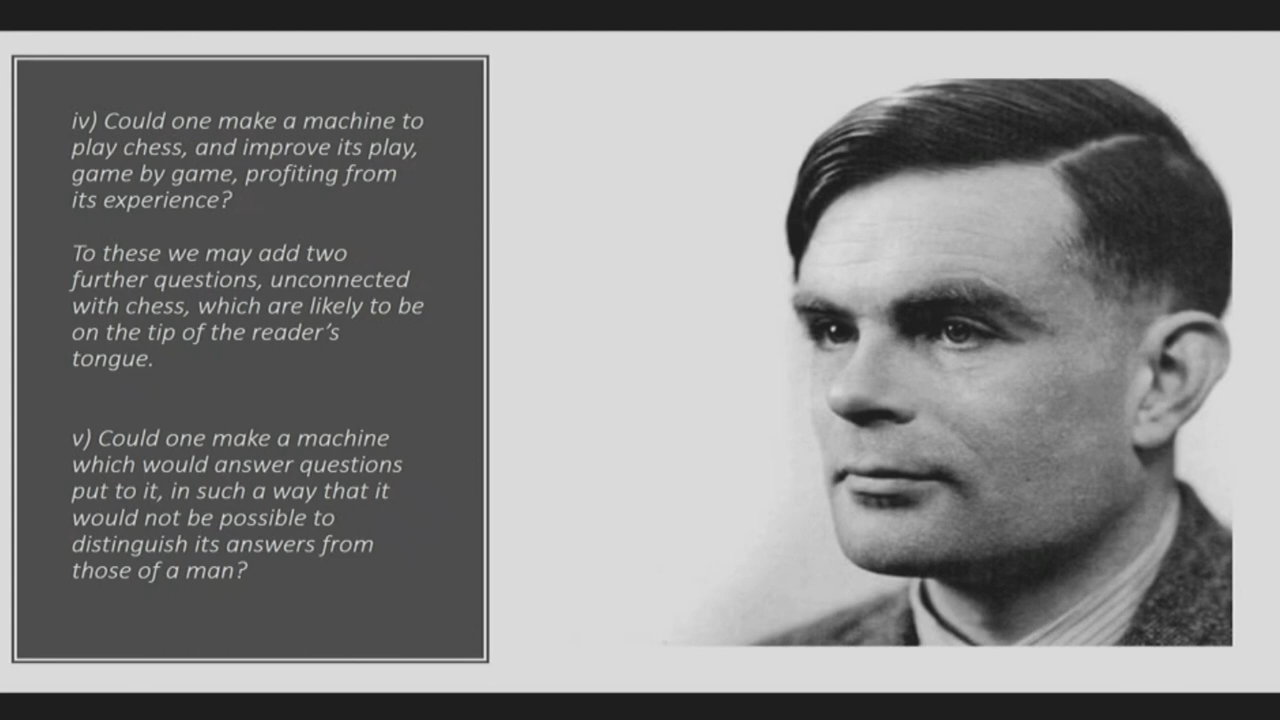 iv) Could one make a machine to
play chess, and improve its play,
game by game, profiting from
its experience?
To these we may add two
further questions, unconnected
with chess, which are likely to be
on the tip of the reader’s
tongue.
v) Could one make a machine
which would answer questions
put to it, in such a way that it
would not be possible to
distinguish its answers from
those of a man?